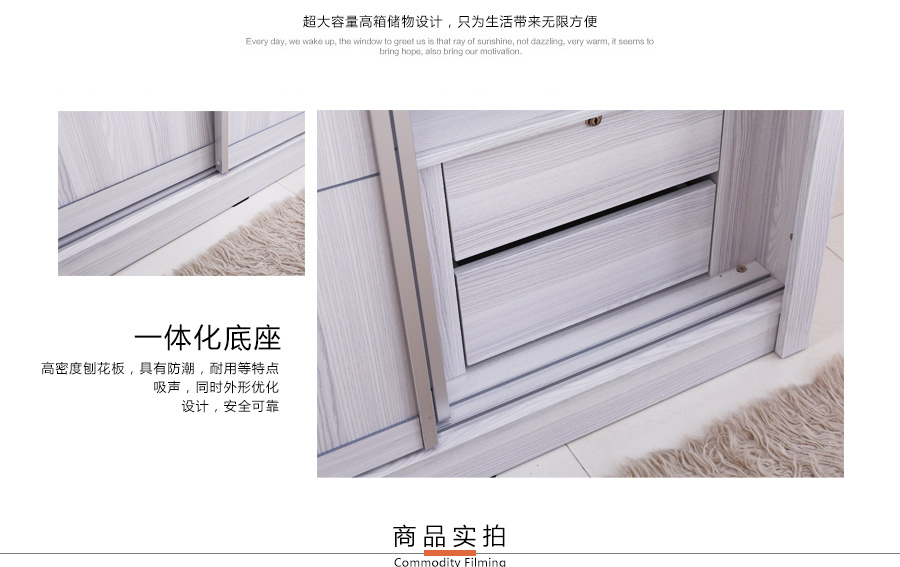 超大容量高箱储物设计，只为生活带来无限方便
Every day, we wake up, the window to greet us is that ray of sunshine, not dazzling, very warm, it seems to
bring hope, also bring our motivation.
一体化底座
高密度刨花板，具有防潮，耐用等特点
吸声，同时外形优化
设计，安全可靠
商品实拍
Commodity Filming